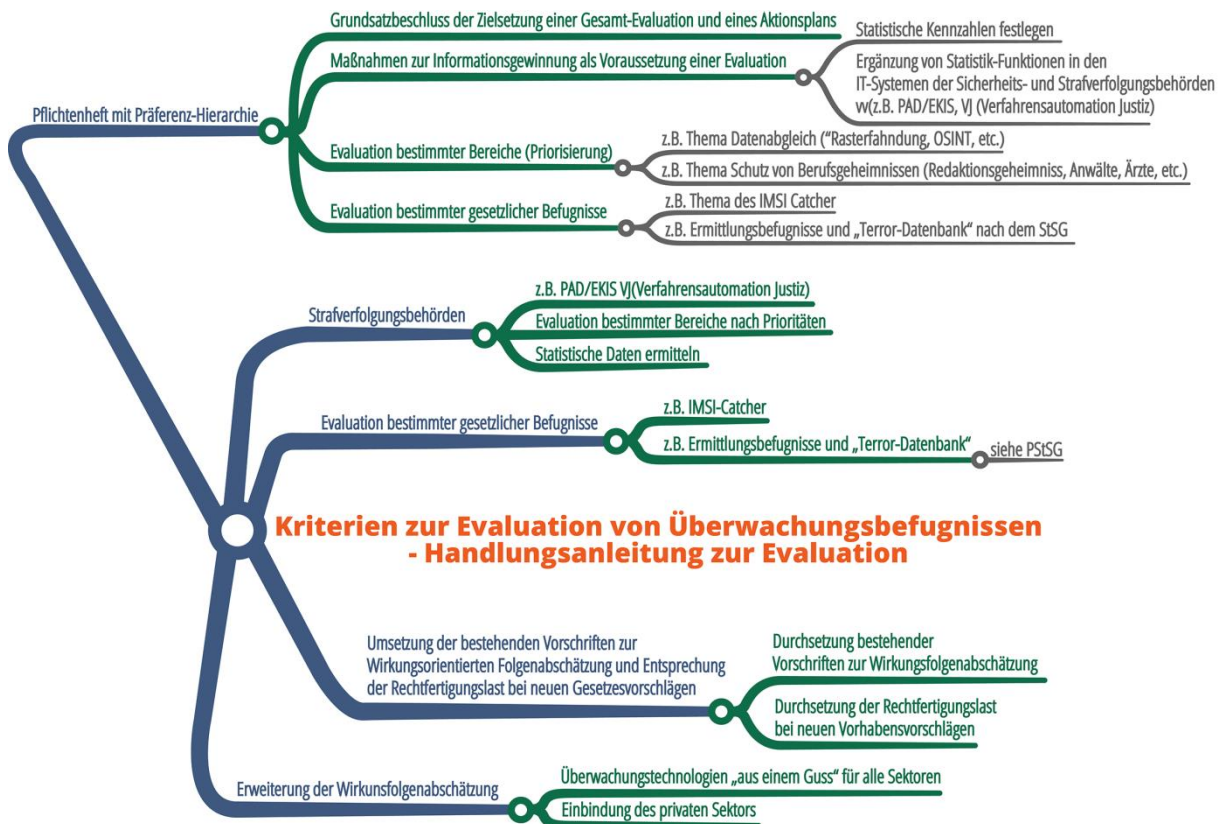 Grundsatzbeschluss der Zielsetzung einer Gesamt-Evaluation und eines Aktionsplans
Statistische Kennzahlen festlegen
Maßnahmen zur Informationsgewinnung als Voraussetzung einer Evaluation
Ergänzung von Statistik-Funktionen in den
IT-Systemen der Sicherheits- und Strafverfolgungsbehörden
vv(z.B. PAD/EKIS, VJ (Verfahrensautomation Justiz)
Pflichtenheft mit Präferenz-Hierarchie
Evaluation bestimmter Bereiche (Priorisierung)
z.B. Thema Datenabgleich ("Rasterfahndung, OSINT, etc.)
z.B. Thema Schutz von Berufsgeheimnissen (Redaktionsgeheimniss, Anwälte, Ärzte, etc.)
Evaluation bestimmter gesetzlicher Befugnisse
z.B. Thema des IMSI Catcher
z.B. Ermittlungsbefugnisse und „Terror-Datenbank" nach dem StSG
Strafverfolgungsbehörden
z.B. PAD/EKIS VJ(Verfahrensautomation Justiz)
Evaluation bestimmter Bereiche nach Prioritäten
Statistische Daten ermitteln
Evaluation bestimmter gesetzlicher Befugnisse
z.B. IMSI-Catcher
z.B. Ermittlungsbefugnisse und „Terror-Datenbank"
siehe PStSG
Kriterien zur Evaluation von Überwachungsbefugnissen
- Handlungsanleitung zur Evaluation
Umsetzung der bestehenden Vorschriften zur
Wirkungsorientierten Folgenabschätzung und Entsprechung
der Rechtfertigungslast bei neuen Gesetzesvorschlägen
Durchsetzung bestehender
Vorschriften zur Wirkungsfolgenabschätzung
Durchsetzung der Rechtfertigungslast
bei neuen Vorhabensvorschlägen
Erweiterung der Wirkunsfolgenabschätzung
Überwachungstechnologien „aus einem Guss" für alle Sektoren
Einbindung des privaten Sektors